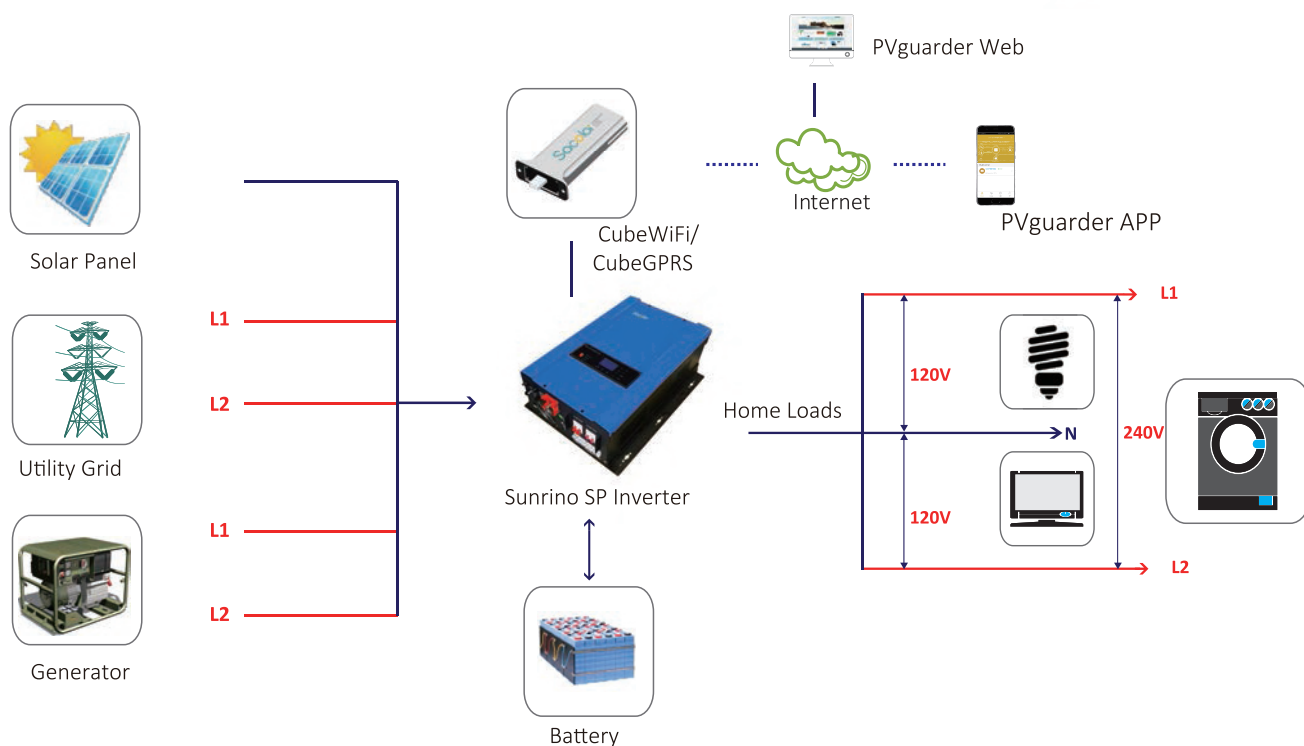 PVguarder Web
Socolar
Internet
PVguarder APP
CubeWiFi/
CubeGPRS
Solar Panel
L1
L2
Utility Grid
L1
L2
Generator
Sunrino SP Inverter
Battery
Home Loads
L1
120V
N
240V
120V
L2